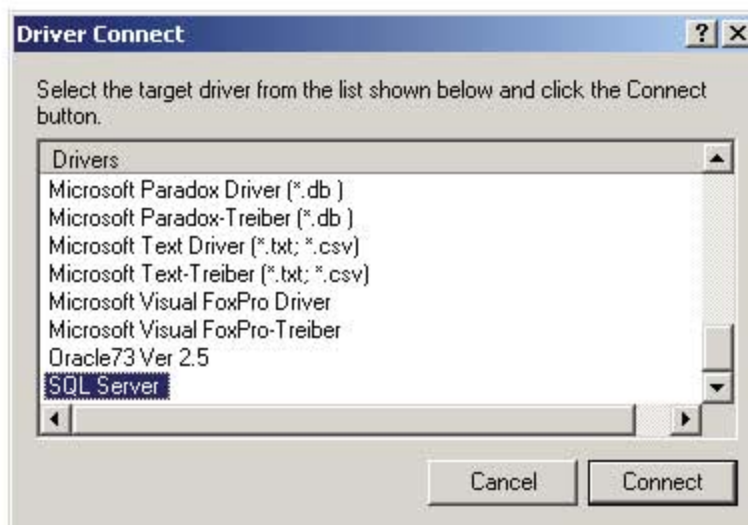 Driver Connect
Select the target driver from the list shown below and click the Connect
button.
Drivers
Microsoft Paradox Driver (*.db )
Microsoft Paradox-Treiber (*.db )
Microsoft Text Driver (*.txt; *.csv)
Microsoft Text-Treiber (*.txt; *.csv)
Microsoft Visual FoxPro Driver
Microsoft Visual FoxPro-Treiber
Oracle73 Ver 2.5
SQL Server
Cancel Connect